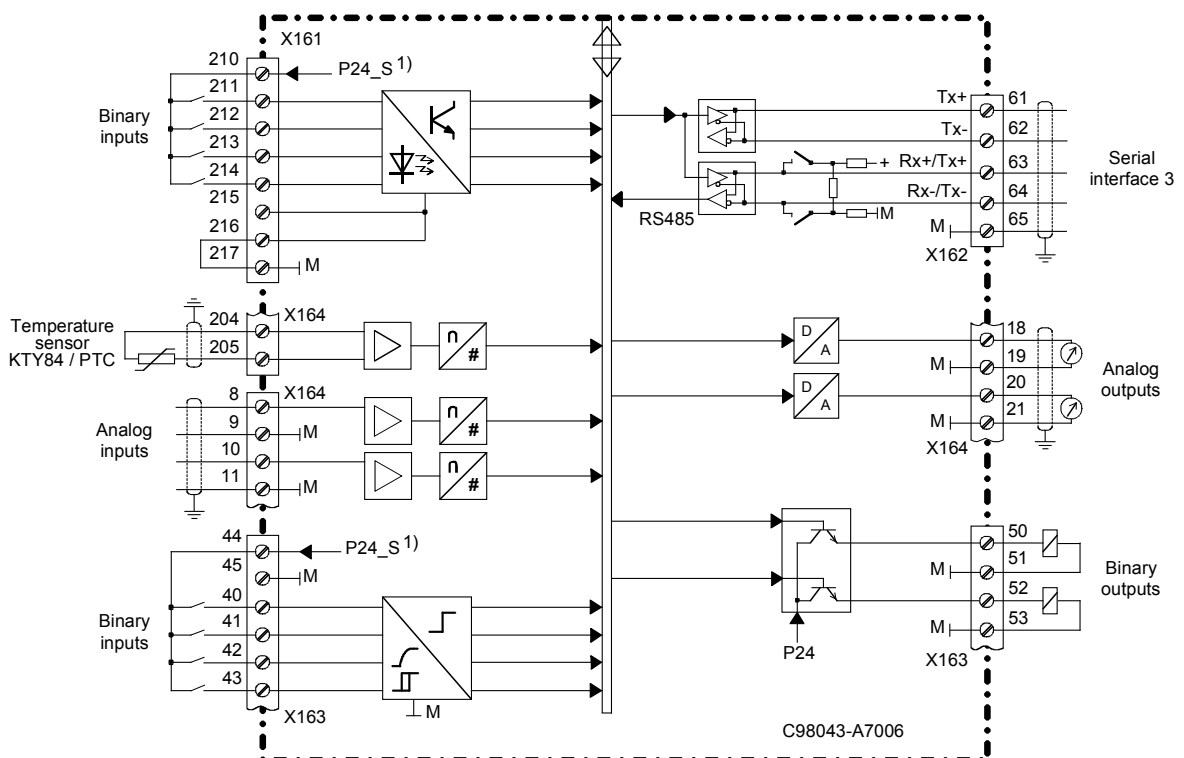 X161
210
P24_S 1)
211
212
213
214
215
216
217
M
Binary
inputs
X164
204
205
Temperature
sensor
KTY84 / PTC
∩
#
X164
8
9
M
10
11
M
Analog
inputs
∩
#
∩
#
44
P24_S 1)
45
M
40
41
42
43
Binary
inputs
M
X163
Tx+
61
Tx-
62
+
Rx+/Tx+
63
Rx-/Tx-
64
M
RS485
M
65
X162
Serial
interface 3
D
A
18
M
19
D
A
20
M
21
X164
Analog
outputs
50
M
51
52
M
53
P24
X163
Binary
outputs
C98043-A7006